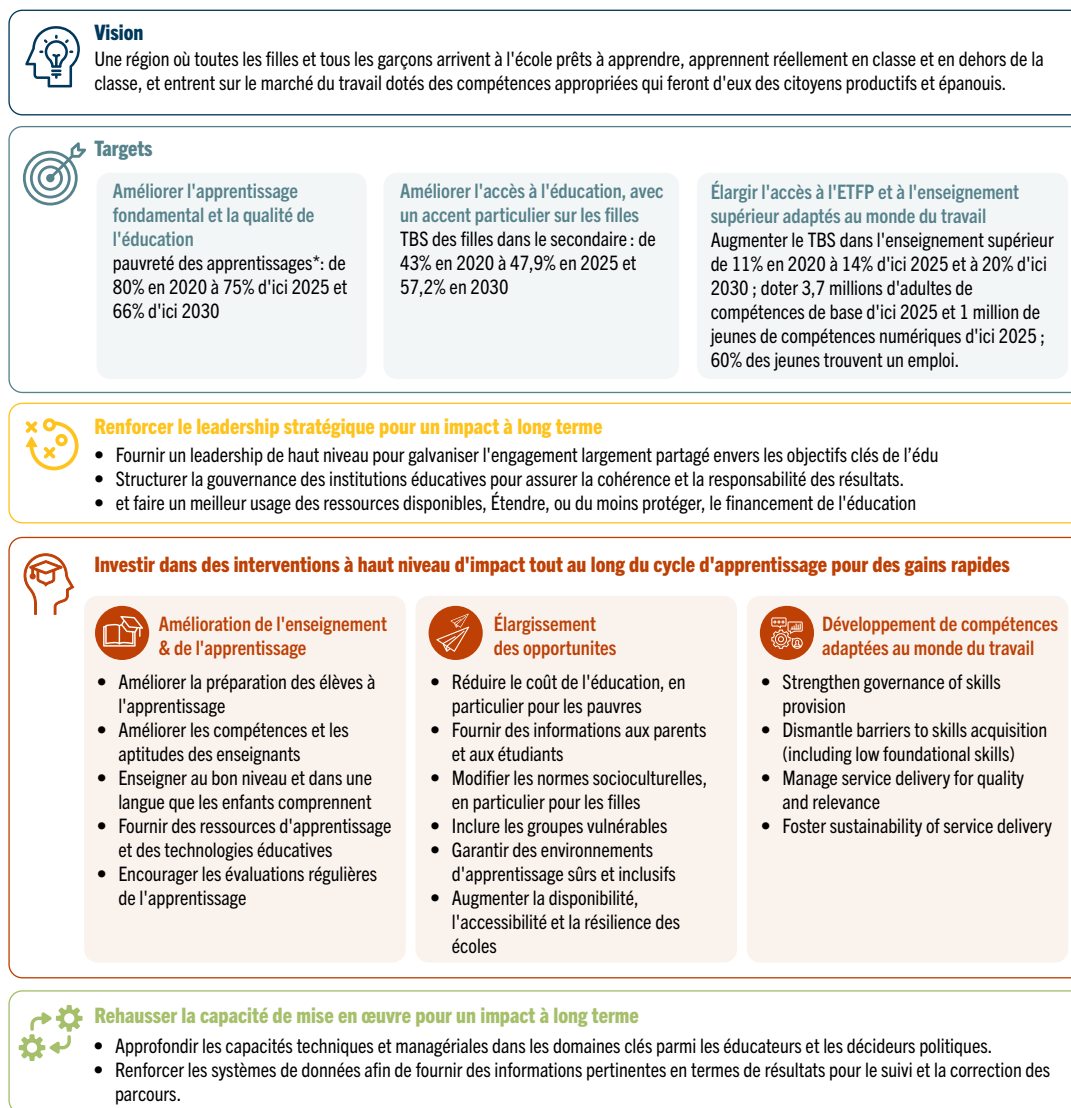 Vision
Une région où toutes les filles et tous les garçons arrivent à l'école prêts à apprendre, apprennent réellement en classe et en dehors de la
classe, et entrent sur le marché du travail dotés des compétences appropriées qui feront d'eux des citoyens productifs et épanouis.
Targets
Améliorer l'apprentissage
fondamental et la qualité de
l'éducation
pauvreté des apprentissages*: de
80% en 2020 à 75% d'ici 2025 et
66% d'ici 2030
Améliorer l'accès à l'éducation, avec
un accent particulier sur les filles
TBS des filles dans le secondaire : de
43% en 2020 à 47,9% en 2025 et
57,2% en 2030
Élargir l'accès à l'ETFP et à l'enseignement
supérieur adaptés au monde du travail
Augmenter le TBS dans l'enseignement supérieur
de 11% en 2020 à 14% d'ici 2025 et à 20% d'ici
2030 ; doter 3,7 millions d'adultes de
compétences de base d'ici 2025 et 1 million de
jeunes de compétences numériques d'ici 2025 ;
60% des jeunes trouvent un emploi.
Renforcer le leadership stratégique pour un impact à long terme
• Fournir un leadership de haut niveau pour galvaniser l'engagement largement partagé envers les objectifs clés de l'édu
• Structurer la gouvernance des institutions éducatives pour assurer la cohérence et la responsabilité des résultats.
• et faire un meilleur usage des ressources disponibles, Étendre, ou du moins protéger, le financement de l'éducation
Investir dans des interventions à haut niveau d'impact tout au long du cycle d'apprentissage pour des gains rapides
Amélioration de l'enseignement
& de l'apprentissage
• Améliorer la préparation des élèves à
l'apprentissage
• Améliorer les compétences et les
aptitudes des enseignants
• Enseigner au bon niveau et dans une
langue que les enfants comprennent
• Fournir des ressources d'apprentissage
et des technologies éducatives
• Encourager les évaluations régulières
de l'apprentissage
Élargissement
des opportunites
• Réduire le coût de l'éducation, en
particulier pour les pauvres
• Fournir des informations aux parents
et aux étudiants
• Modifier les normes socioculturelles,
en particulier pour les filles
• Inclure les groupes vulnérables
• Garantir des environnements
d'apprentissage sûrs et inclusifs
• Augmenter la disponibilité,
l'accessibilité et la résilience des
écoles
Développement de compétences
adaptées au monde du travail
• Strengthen governance of skills
provision
• Dismantle barriers to skills acquisition
(including low foundational skills)
• Manage service delivery for quality
and relevance
• Foster sustainability of service delivery
Rehausser la capacité de mise en œuvre pour un impact à long terme
• Approfondir les capacités techniques et managériales dans les domaines clés parmi les éducateurs et les décideurs politiques.
• Renforcer les systèmes de données afin de fournir des informations pertinentes en termes de résultats pour le suivi et la correction des
parcours.